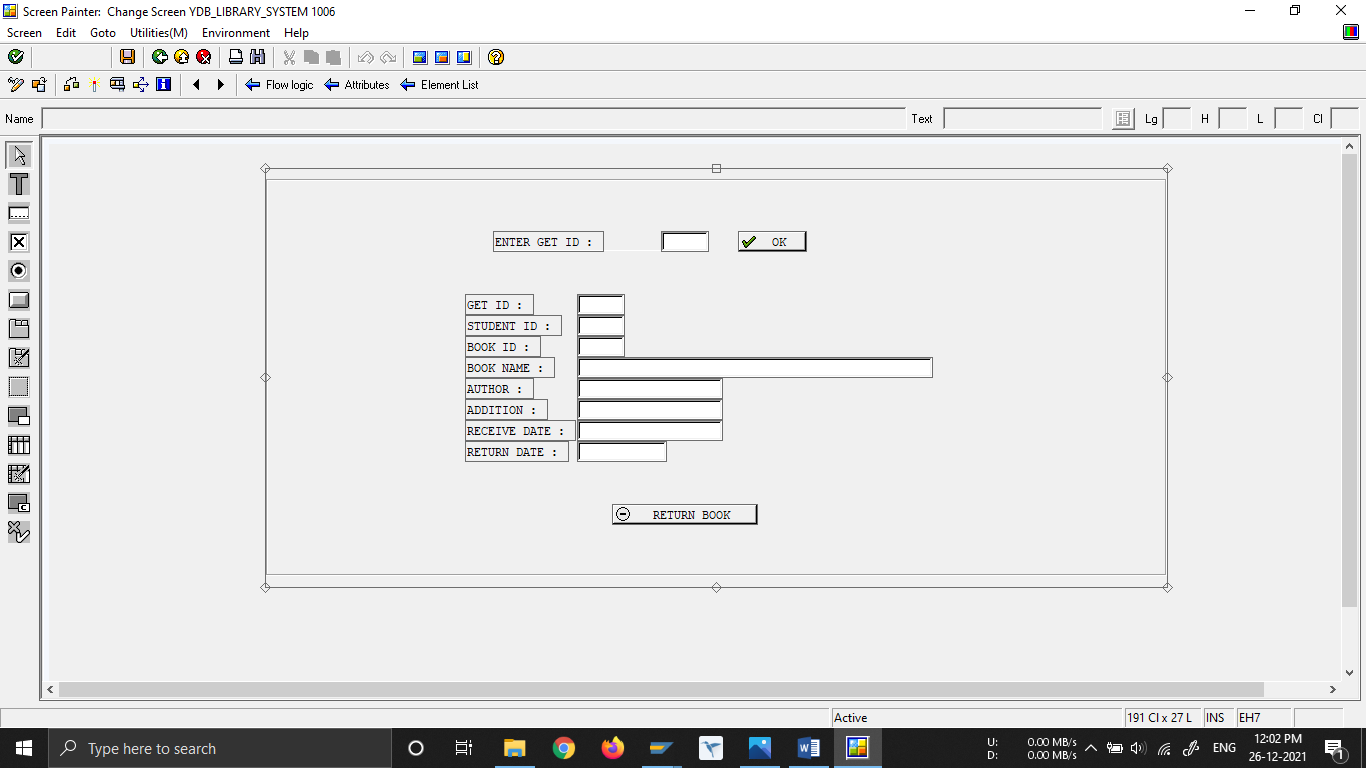 Screen Painter: Change Screen YDB_LIBRARY_SYSTEM 1006
Screen Edit Goto Utilities(M) Environment Help
Flow logic Attributes Element List
Name Text Lg H L Cl
ENTER GET ID : OK
GET ID :
STUDENT ID :
BOOK ID :
BOOK NAME :
AUTHOR :
ADDITION :
RECEIVE DATE :
RETURN DATE :
RETURN BOOK
Active 191 Cl x 27 L INS EH7
Type here to search
U: 0.00 MB/s
D: 0.00 MB/s
ENG
12:02 PM
26-12-2021
1